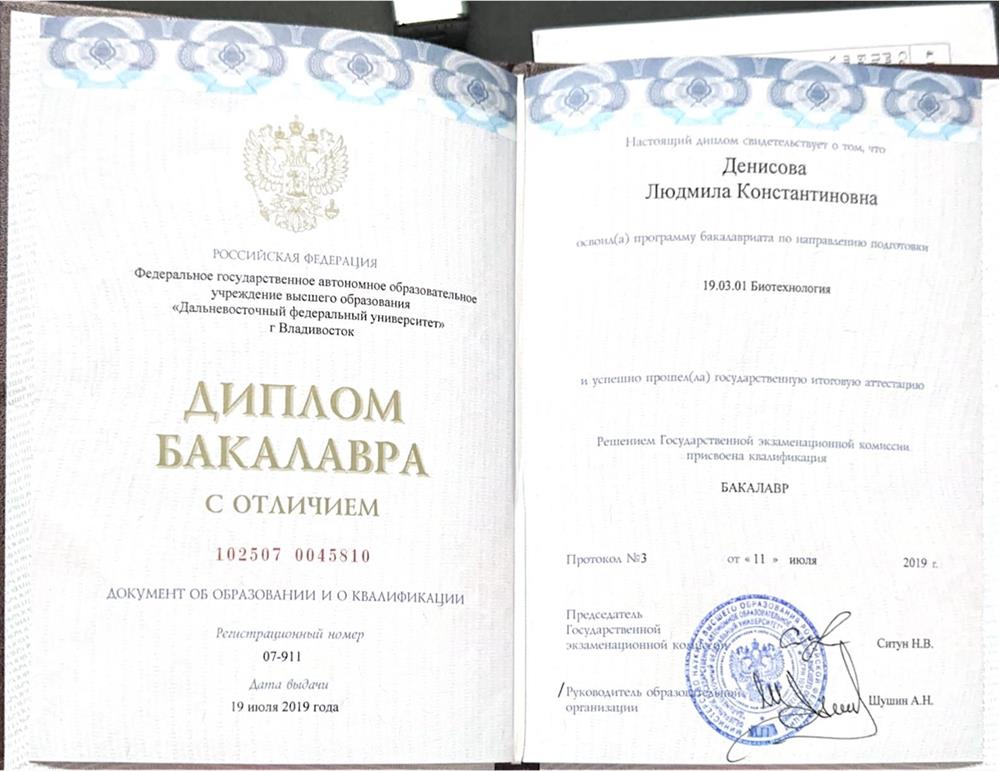 РОССИЙСКАЯ ФЕДЕРАЦИЯ
Федеральное государственное автономное образовательное
учреждение высшего образования
«Дальневосточный федеральный университет»
г Владивосток
ДИПЛОМ
БАКАЛАВРА
С ОТЛИЧИЕМ
102507 0045810
ДОКУМЕНТ ОБ ОБРАЗОВАНИИ И О КВАЛИФИКАЦИИ
Регистрационный номер
07-911
Дата выдачи
19 июля 2019 года
Настоящий диплом свидетельствует о том, что
Денисова
Людмила Константиновна
освоил(а) программу бакалавриата по направлению подготовки
19.03.01 Биотехнология
и успешно прошел(ла) государственную итоговую аттестацию
Решением Государственной экзаменационной комиссии
присвоена квалификация
БАКАЛАВР
Протокол №3 от « 11 » июля 2019 г.
Председатель
Государственной
экзаменационной комиссии Ситун Н.В.
/Руководитель образовательной
организации Шушин А.Н.